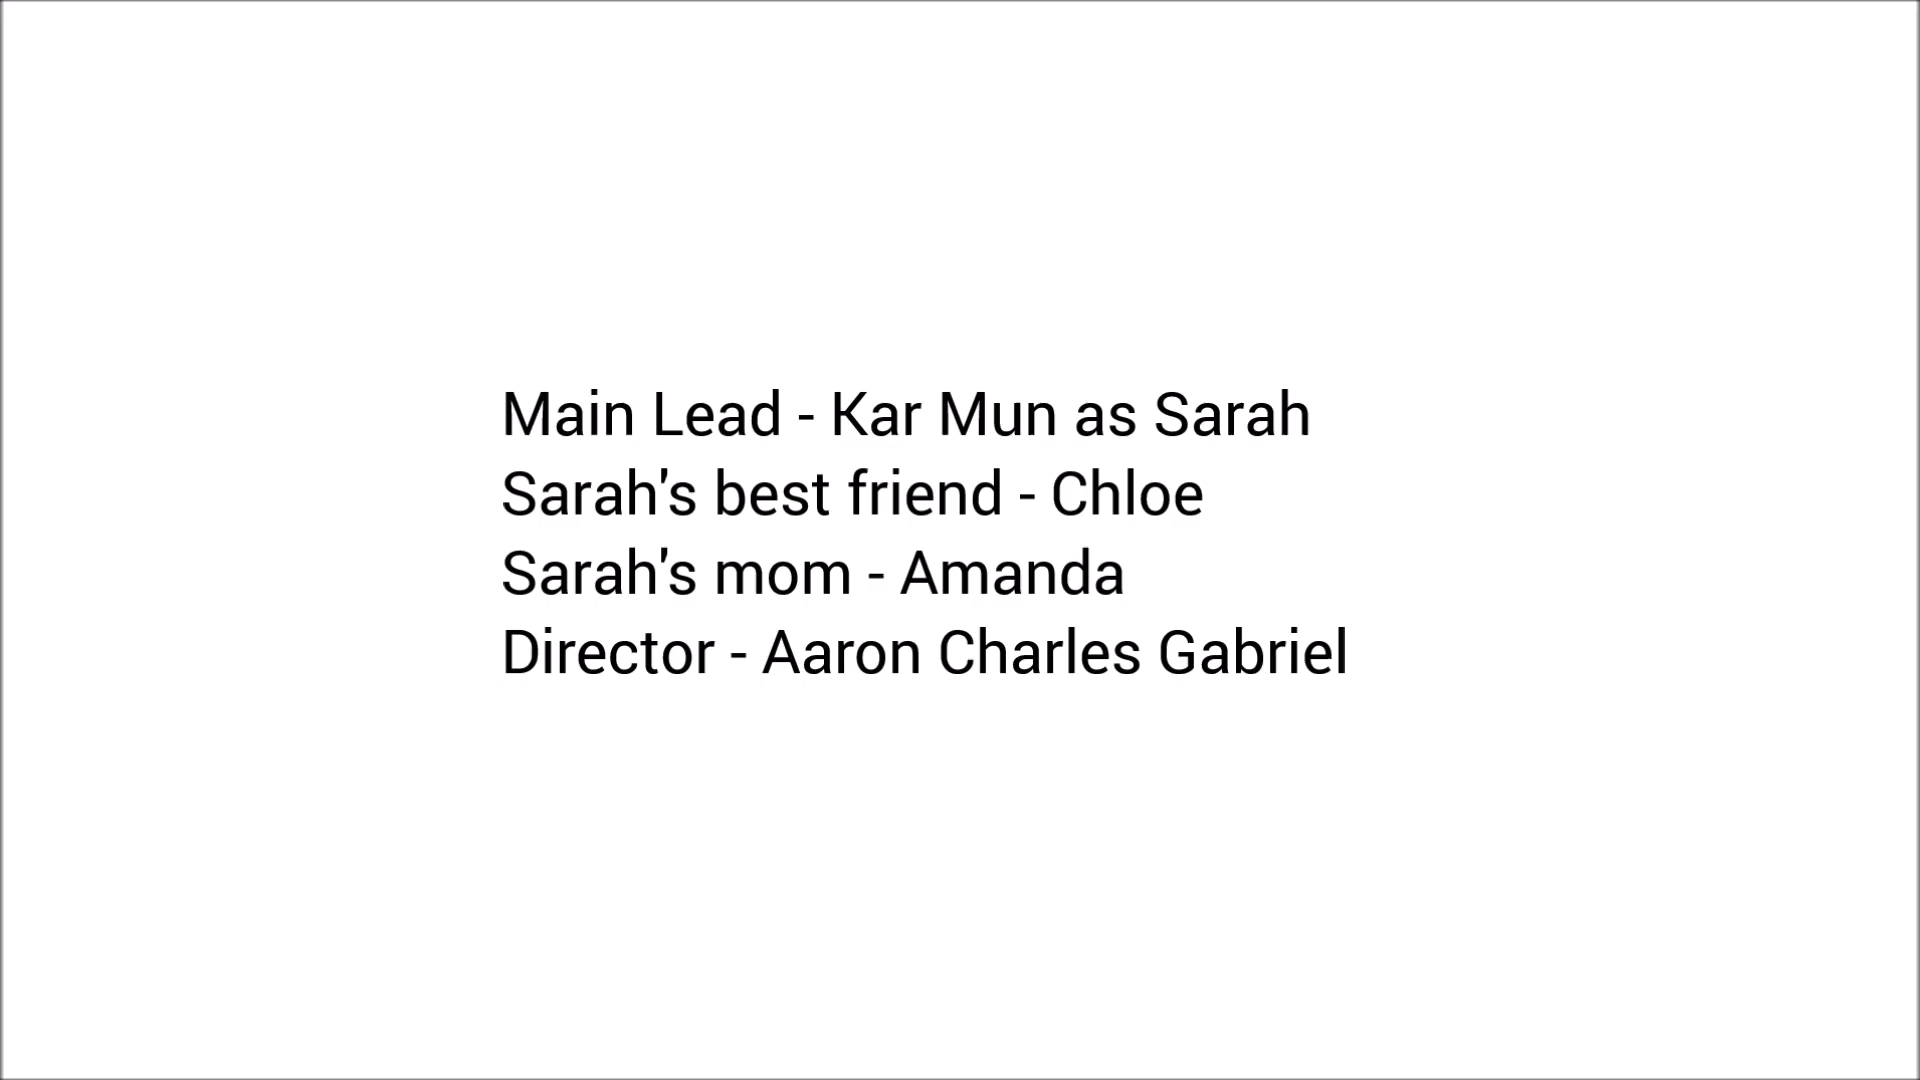 Main Lead - Kar Mun as Sarah
Sarah's best friend - Chloe
Sarah's mom - Amanda
Director - Aaron Charles Gabriel